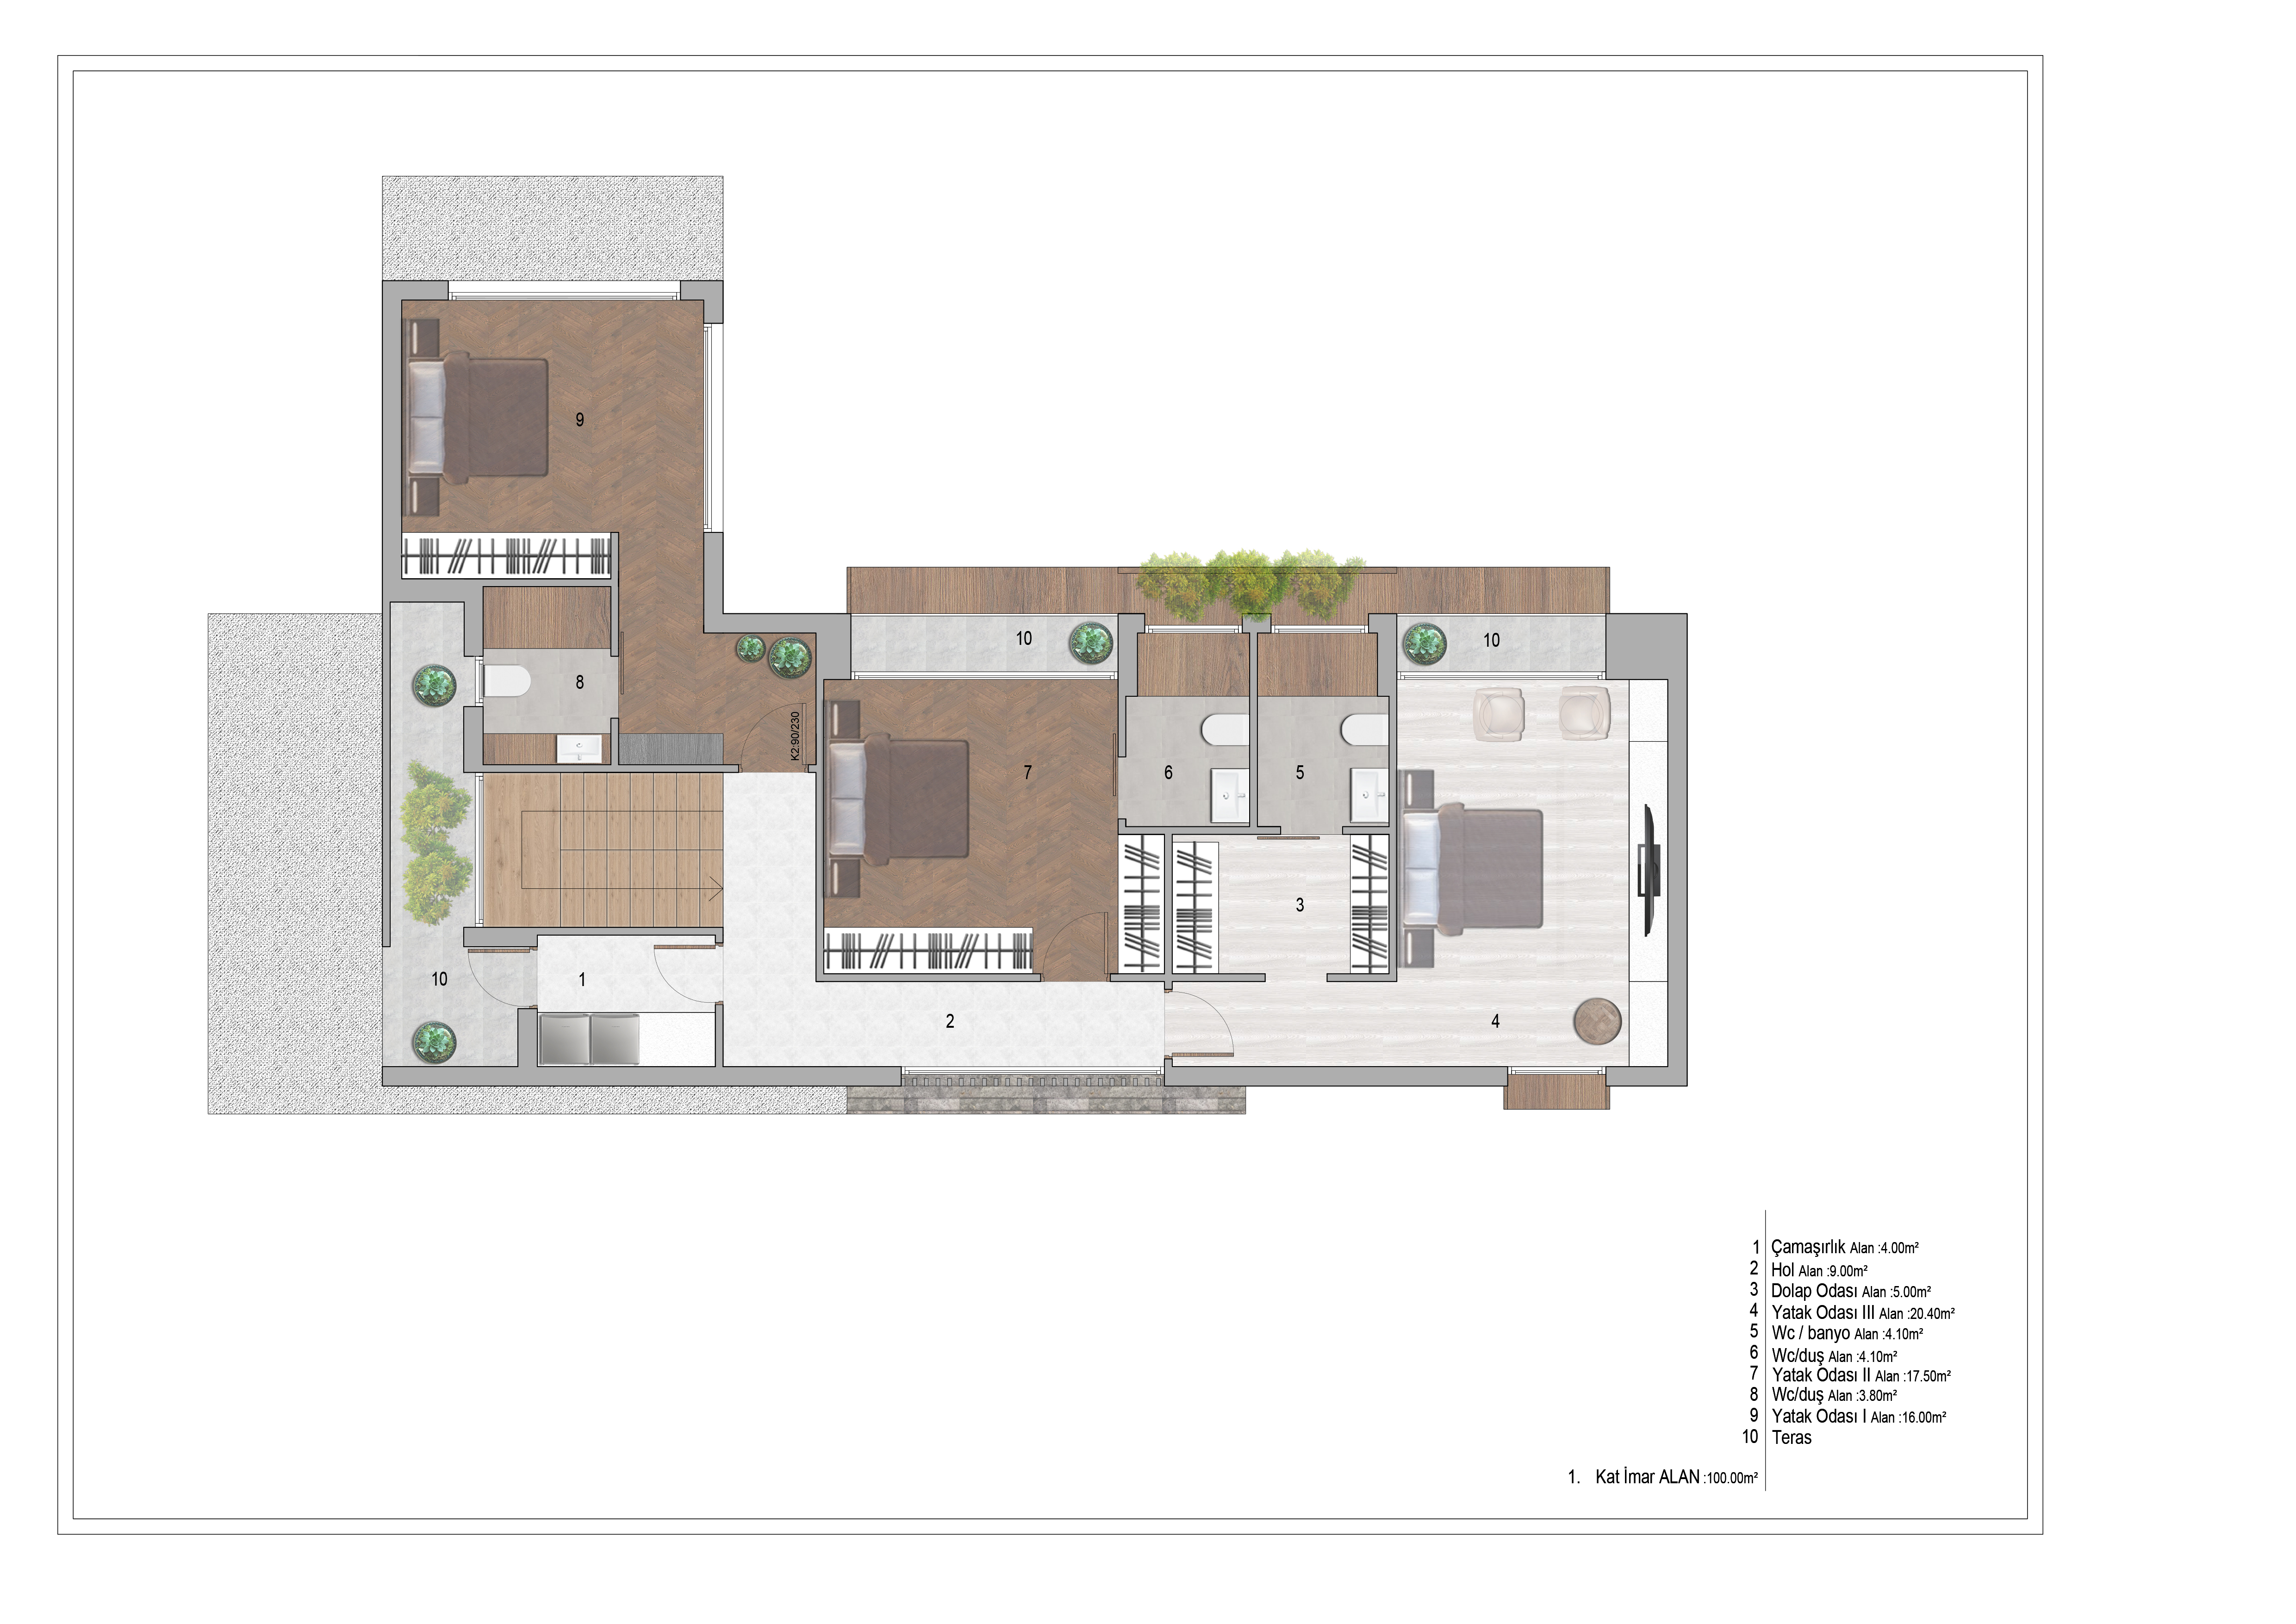 9
10
10
8
K2:90/230
7
6
5
3
10
1
2
4
1 Çamaşırlık Alan :4.00m²
2 Hol Alan :9.00m²
3 Dolap Odası Alan :5.00m²
4 Yatak Odası III Alan :20.40m²
5 Wc / banyo Alan :4.10m²
6 Wc/duş Alan :4.10m²
7 Yatak Odası II Alan :17.50m²
8 Wc/duş Alan :3.80m²
9 Yatak Odası I Alan :16.00m²
10 Teras
1. Kat İmar ALAN :100.00m²